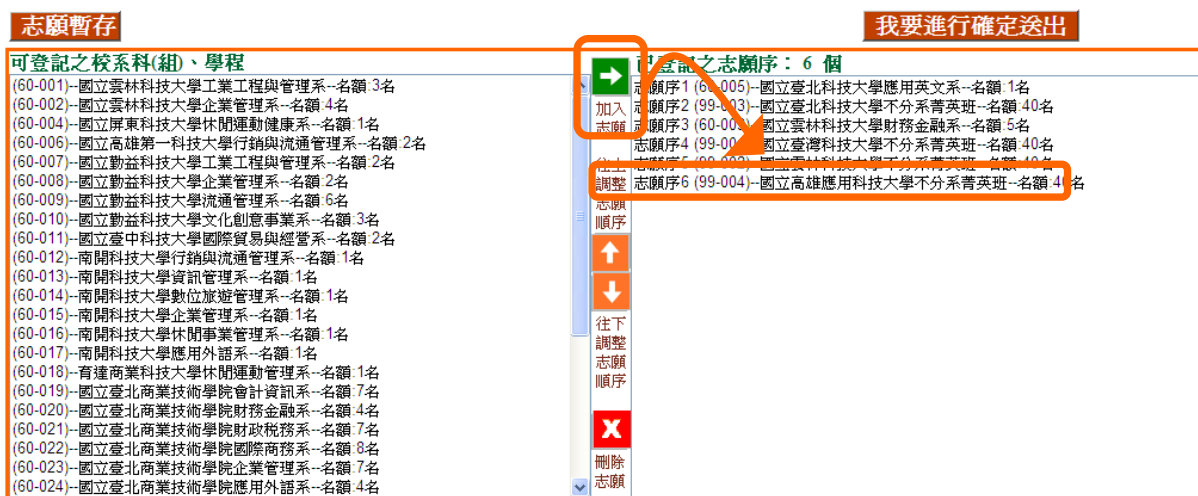 志願暫存
我要進行確定送出
可登記之校系科(組)、學程
(60-001)--國立雲林科技大學工業工程與管理系--名額:3名
(60-002)--國立雲林科技大學企業管理系--名額:4名
(60-004)--國立屏東科技大學休閒運動健康系--名額:1名
(60-006)--國立高雄第一科技大學行銷與流通管理系--名額:2名
(60-007)--國立勤益科技大學工業工程與管理系--名額:2名
(60-008)--國立勤益科技大學企業管理系--名額:2名
(60-009)--國立勤益科技大學流通管理系--名額:6名
(60-010)--國立勤益科技大學文化創意事業系--名額:3名
(60-011)--國立臺中科技大學國際貿易與經營系--名額:2名
(60-012)--南開科技大學行銷與流通管理系--名額:1名
(60-013)--南開科技大學資訊管理系--名額:1名
(60-014)--南開科技大學數位旅遊管理系--名額:1名
(60-015)--南開科技大學企業管理系--名額:1名
(60-016)--南開科技大學休閒事業管理系--名額:1名
(60-017)--南開科技大學應用外語系--名額:1名
(60-018)--育達商業科技大學休閒運動管理系--名額:1名
(60-019)--國立臺北商業技術學院會計資訊系--名額:7名
(60-020)--國立臺北商業技術學院財務金融系--名額:4名
(60-021)--國立臺北商業技術學院財政稅務系--名額:7名
(60-022)--國立臺北商業技術學院國際商務系--名額:8名
(60-023)--國立臺北商業技術學院企業管理系--名額:7名
(60-024)--國立臺北商業技術學院應用外語系--名額:4名
加入
志願
往上
調整
志願
順序
往下
調整
志願
順序
X
刪除
志願
已登記之志願序： 6 個
志願序1 (60-005)--國立臺北科技大學應用英文系--名額:1名
志願序2 (99-003)--國立臺北科技大學不分系菁英班--名額:40名
志願序3 (60-003)--國立雲林科技大學財務金融系--名額:5名
志願序4 (99-001)--國立臺灣科技大學不分系菁英班--名額:40名
志願序5 (99-002)--國立雲林科技大學不分系菁英班--名額:40名
志願序6 (99-004)--國立高雄應用科技大學不分系菁英班--名額:40名